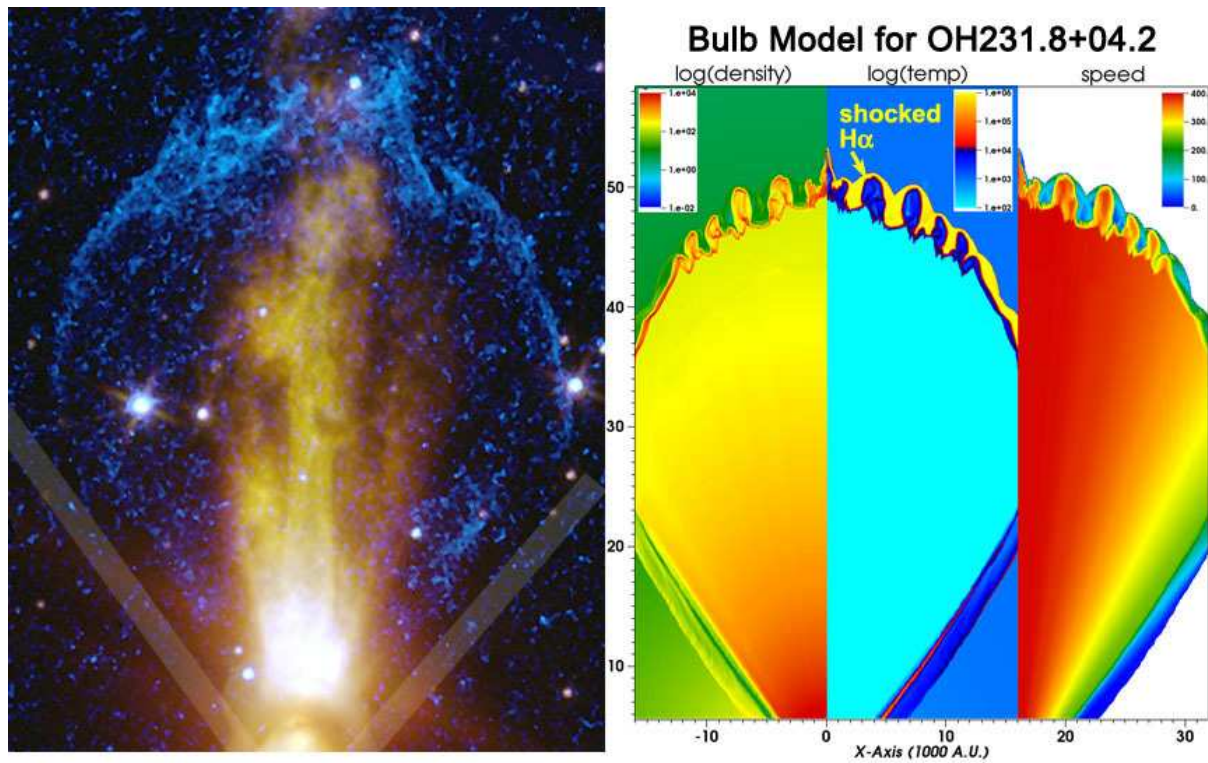 Bulb Model for OH231.8+04.2
log(density) log(temp) speed
1.e+04
1.e+02
1.e+00
1.e-02
shocked
Hα
1.e+06
1.e+05
1.e+04
1.e+03
1.e+02
400.
300.
200.
100.
0.
50
40
30
20
10
-10 0 10 20 30
X-Axis (1000 A.U.)